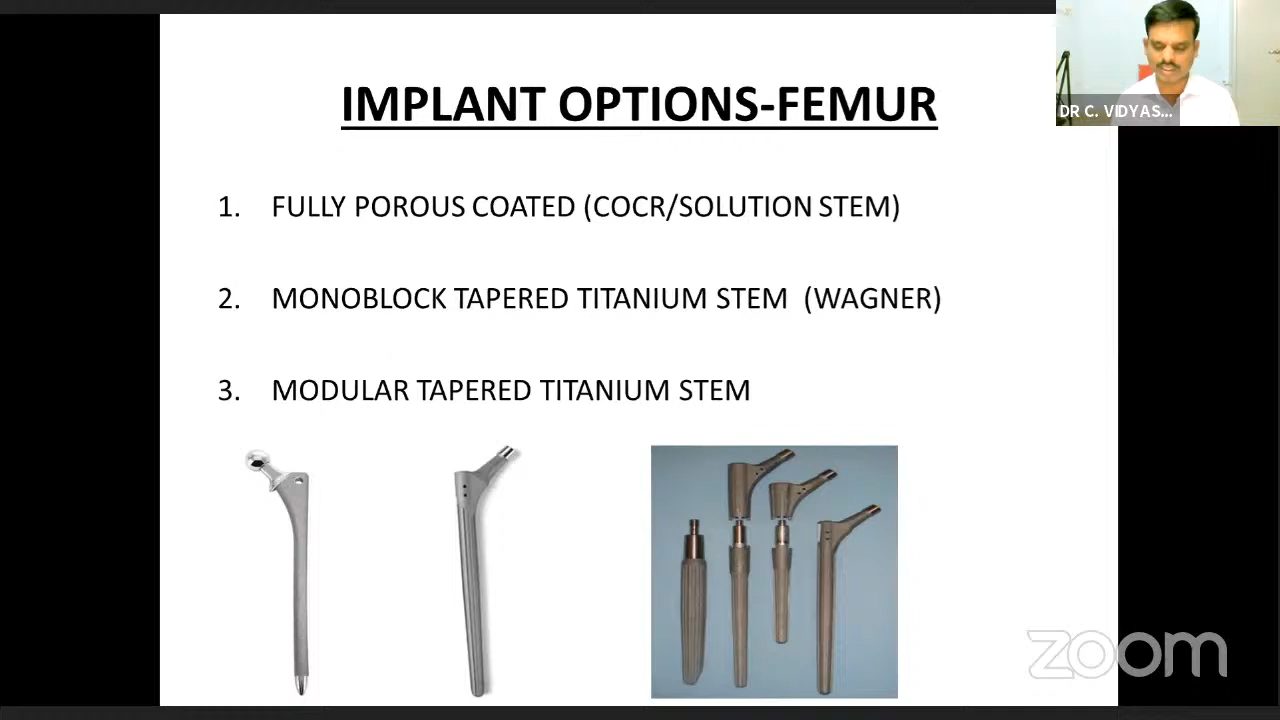 IMPLANT OPTIONS-FEMUR
DR C. VIDYAS...
1. FULLY POROUS COATED (COCR/SOLUTION STEM)
2. MONOBLOCK TAPERED TITANIUM STEM (WAGNER)
3. MODULAR TAPERED TITANIUM STEM
zoom